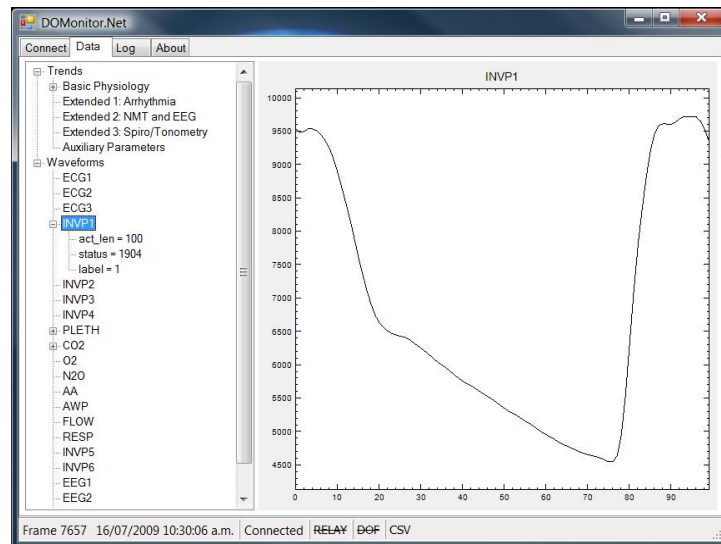 DOMonitor.Net
Connect Data Log About
Trends
Basic Physiology
Extended 1: Arrhythmia
Extended 2: NMT and EEG
Extended 3: Spiro/Tonometry
Auxiliary Parameters
Waveforms
ECG1
ECG2
ECG3
INVP1
act_len = 100
status = 1904
label = 1
INVP2
INVP3
INVP4
PLETH
CO2
O2
N2O
AA
AWP
FLOW
RESP
INVP5
INVP6
EEG1
EEG2
INVP1
10000
9500
9000
8500
8000
7500
7000
6500
6000
5500
5000
4500
0 10 20 30 40 50 60 70 80 90
Frame 7657 16/07/2009 10:30:06 a.m. Connected RELAY DOF CSV